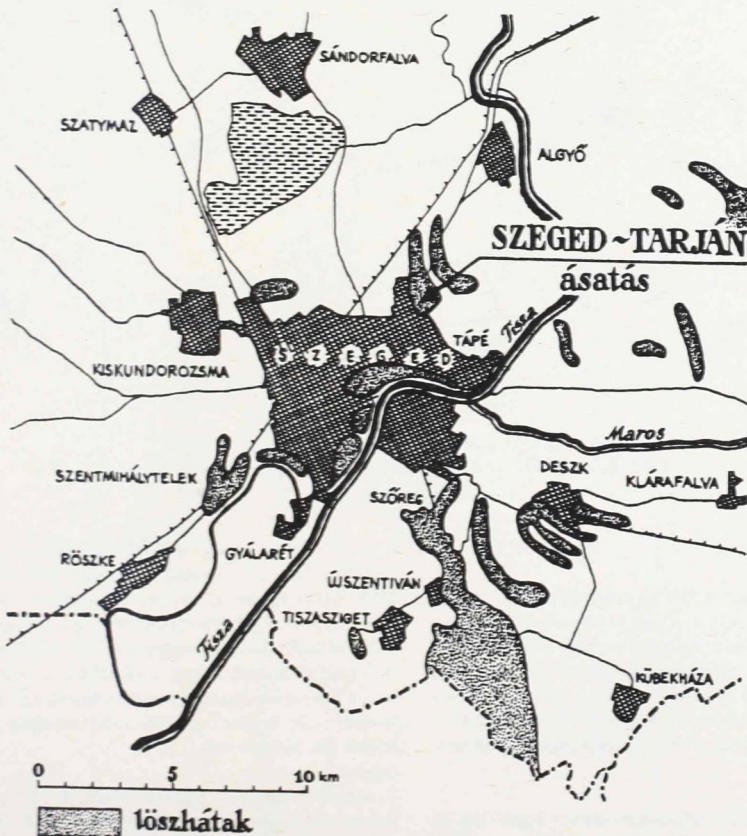 SÁNDORFALVA
SZATYMAZ
ALGYŐ
SZEGED~TARJÁN
ásatás
TÁPÉ
Tisza
SZEGED
KISKUNDOROZSMA
Maros
SZENTMIHÁLYTELEK
DESZK
KLÁRAFALVA
SZŐREG
GYÁLARÉT
RÖSZKE
ÚJSZENTIVÁN
TISZASZIGET
Tisza
KÜBEKHÁZA
0 5 10 km
löszhátak